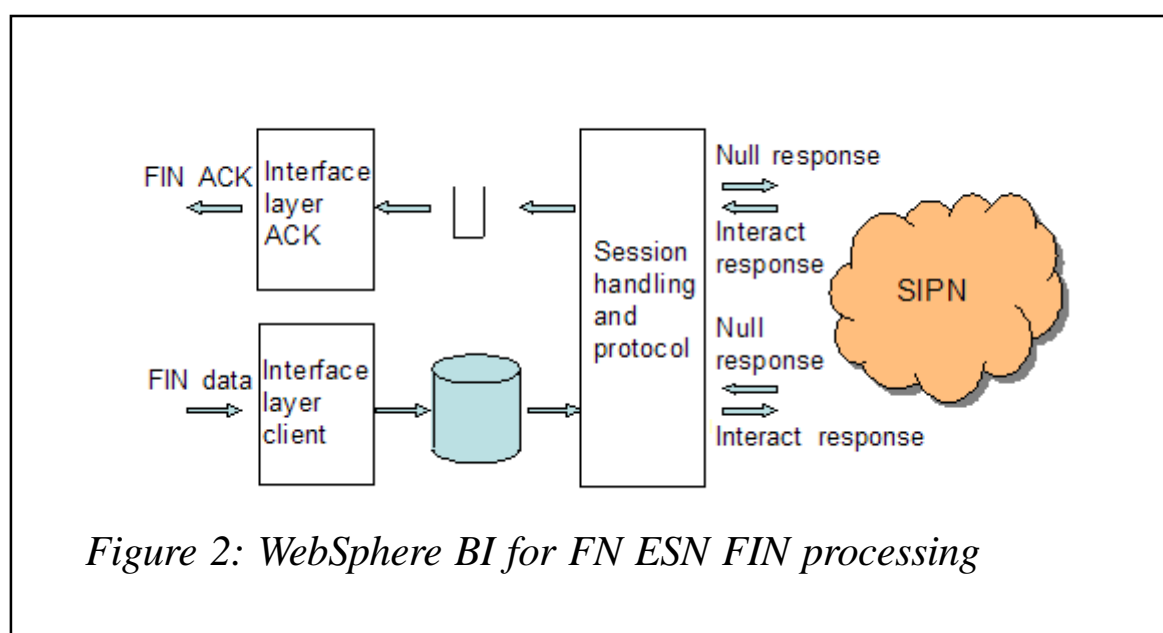 FIN ACK
Interface
layer
ACK
Session
handling
and
protocol
Null response
Interact
response
SIPN
FIN data
Interface
layer
client
Null
response
Interact response
Figure 2: WebSphere BI for FN ESN FIN processing